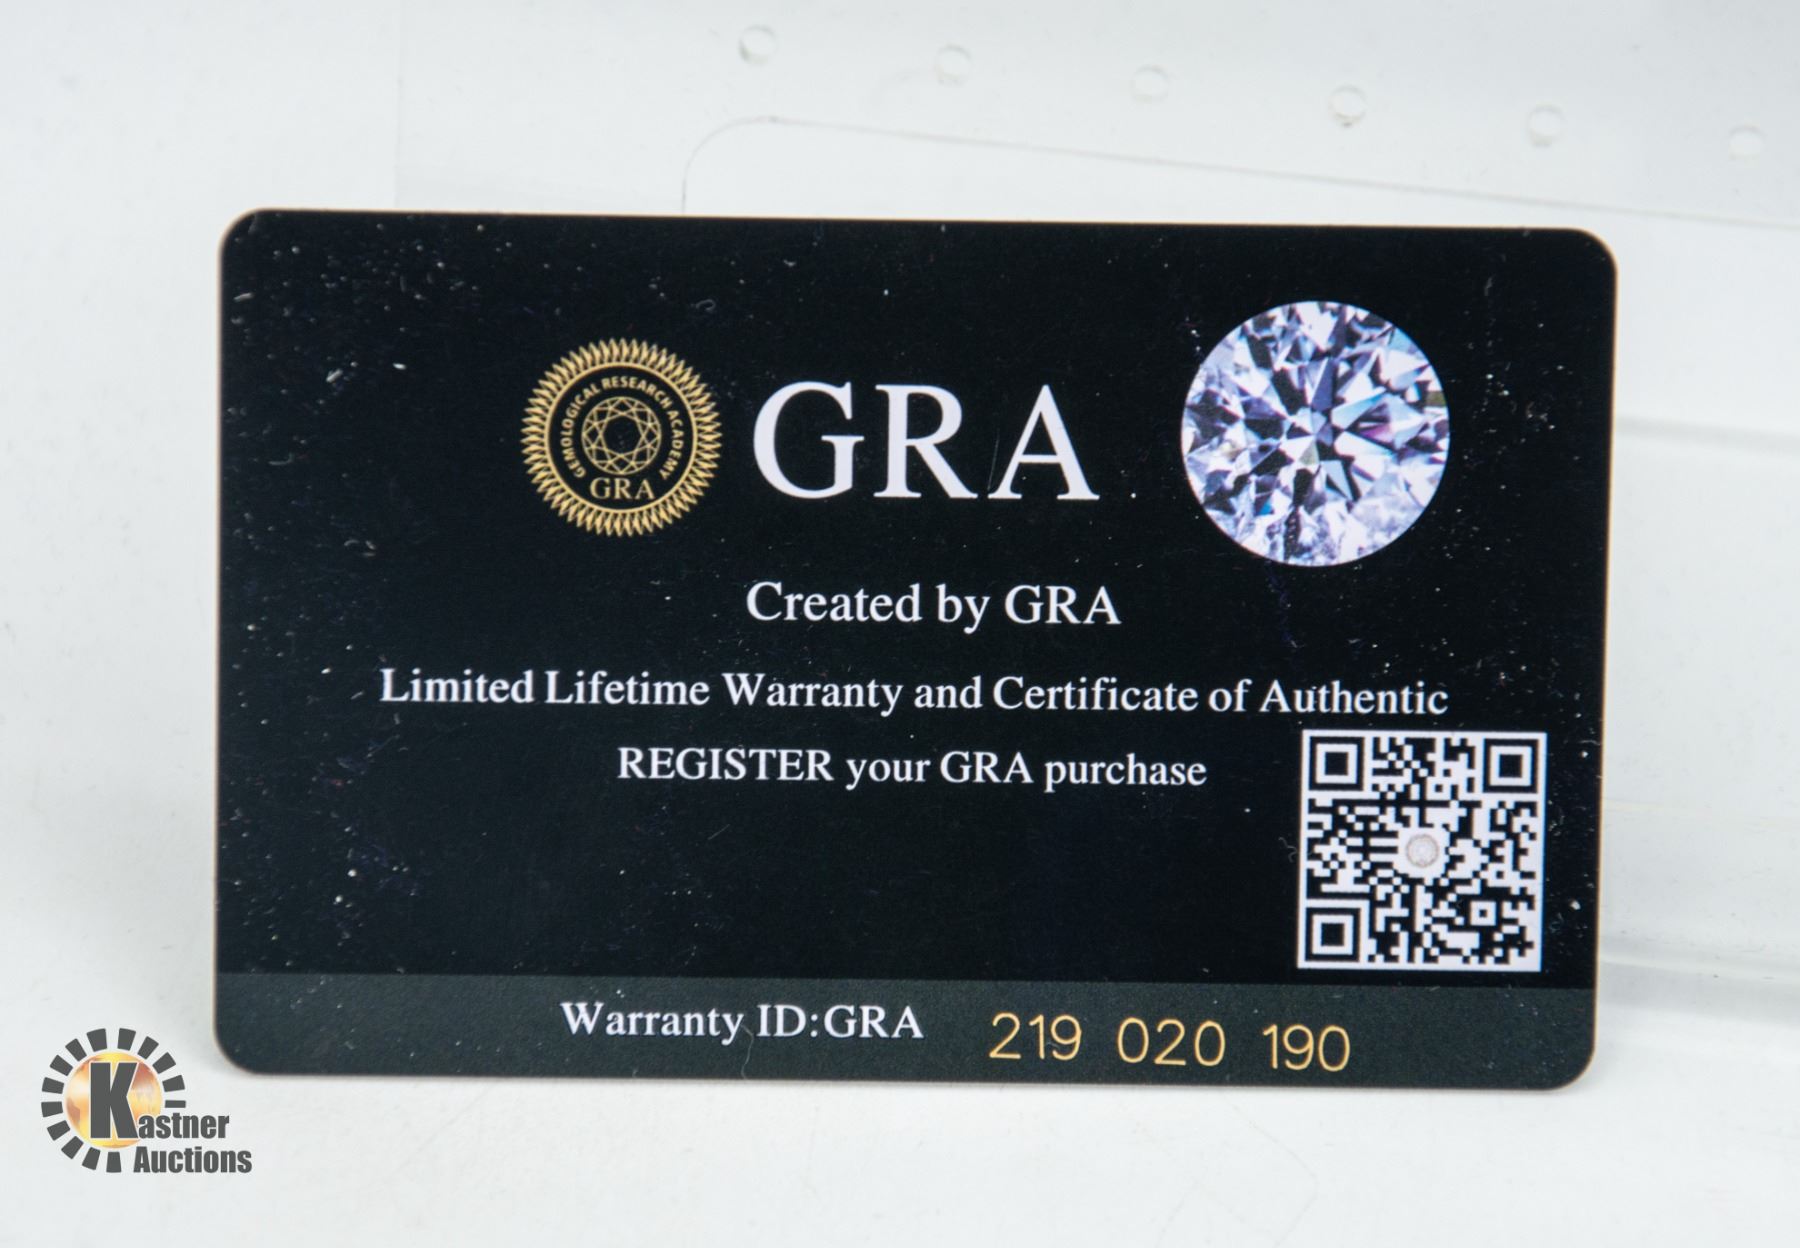 GEMOLOGICAL RESEARCH ACADEMY
GRA
GRA
Created by GRA
Limited Lifetime Warranty and Certificate of Authentic
REGISTER your GRA purchase
Warranty ID:GRA 219 020 190
Kastner
Auctions